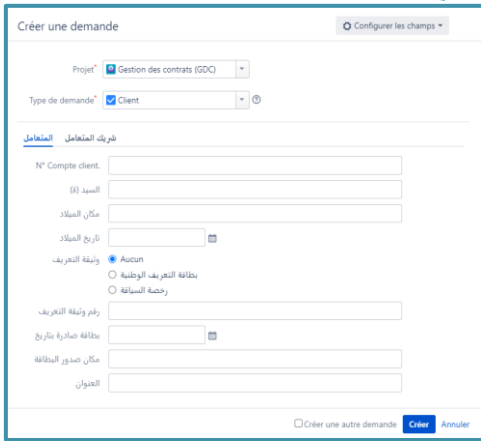 Créer une demande
Configurer les champs
Projet*
Gestion des contrats (GDC)
Type de demande*
Client
المتعامل
شريك المتعامل
N° Compte client.
السيد (ة)
مكان الميلاد
تاريخ الميلاد
وثيقة التعريف
Aucun
بطاقة التعريف الوطنية
رخصة السياقة
رقم وثيقة التعريف
بطاقة صادرة بتاريخ
مكان صدور البطاقة
العنوان
Créer une autre demande
Créer
Annuler